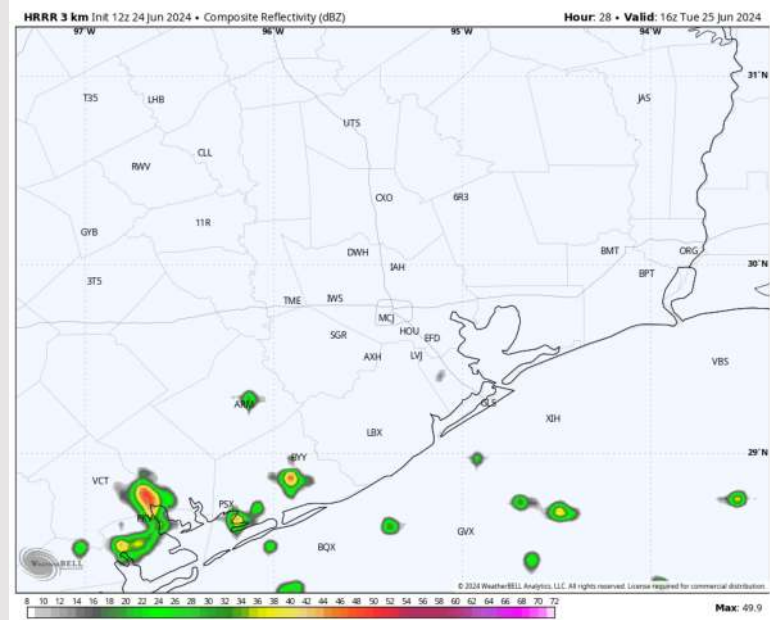 HRRR 3 km Init 12z 24 Jun 2024 • Composite Reflectivity (dBZ)
Hour: 28 • Valid: 16z Tue 25 Jun 2024
97°W 96°W 95°W 94°W
31°N
T35 LHB JAS
UTS
CLL
RWV
CXO 6R3
11R
GYB
DWH BMT ORG
30°N
IAH BPT
3T5
TME IWS
MCJ
SGR HOU EFD
AXH LVJ
VBS
ARM GLS
XIH
LBX
29°N
BYY
VCT
PSX
PKV
GVX
BQX
WeatherBELL
© 2024 WeatherBELL Analytics, LLC. All rights reserved. License required for commercial distribution.
8 10 12 14 16 18 20 22 24 26 28 30 32 34 36 38 40 42 44 46 48 50 52 54 56 58 60 62 64 66 68 70 72
Max: 49.9